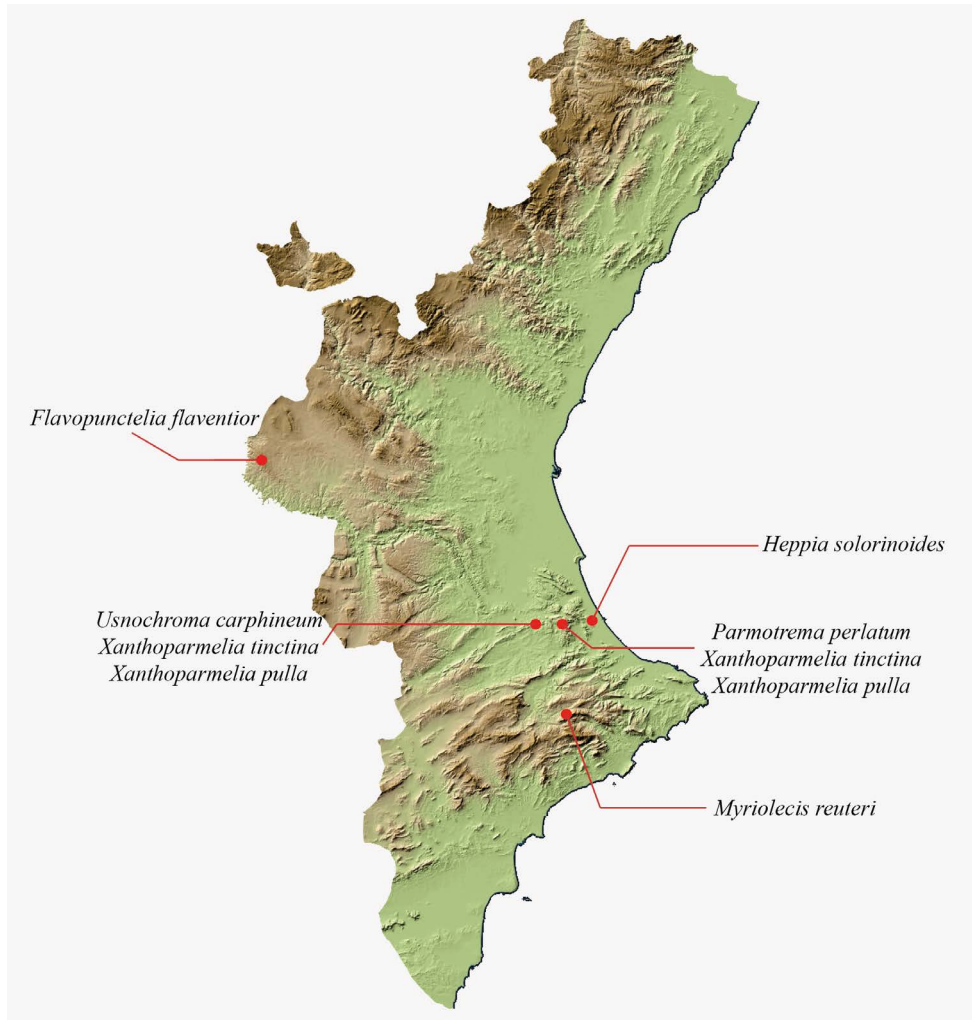 Flavopunctelia flaventior
Heppia solorinoides
Usnochroma carphineum
Xanthoparmelia tinctina
Xanthoparmelia pulla
Parmotrema perlatum
Xanthoparmelia tinctina
Xanthoparmelia pulla
Myriolecis reuteri